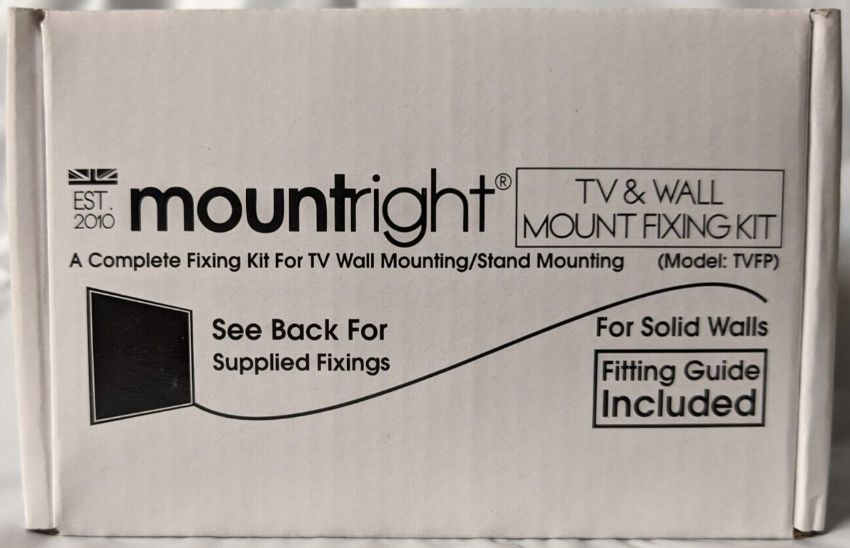 EST.
2010
mountright®
TV & WALL
MOUNT FIXING KIT
A Complete Fixing Kit For TV Wall Mounting/Stand Mounting (Model: TVFP)
See Back For
Supplied Fixings
For Solid Walls
Fitting Guide
Included